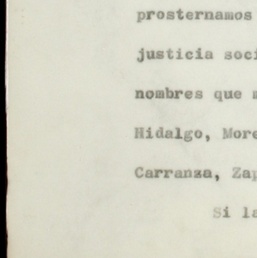 prosternamos
justicia soci
nombres que m
Hidalgo, More
Carranza, Zap
Si la